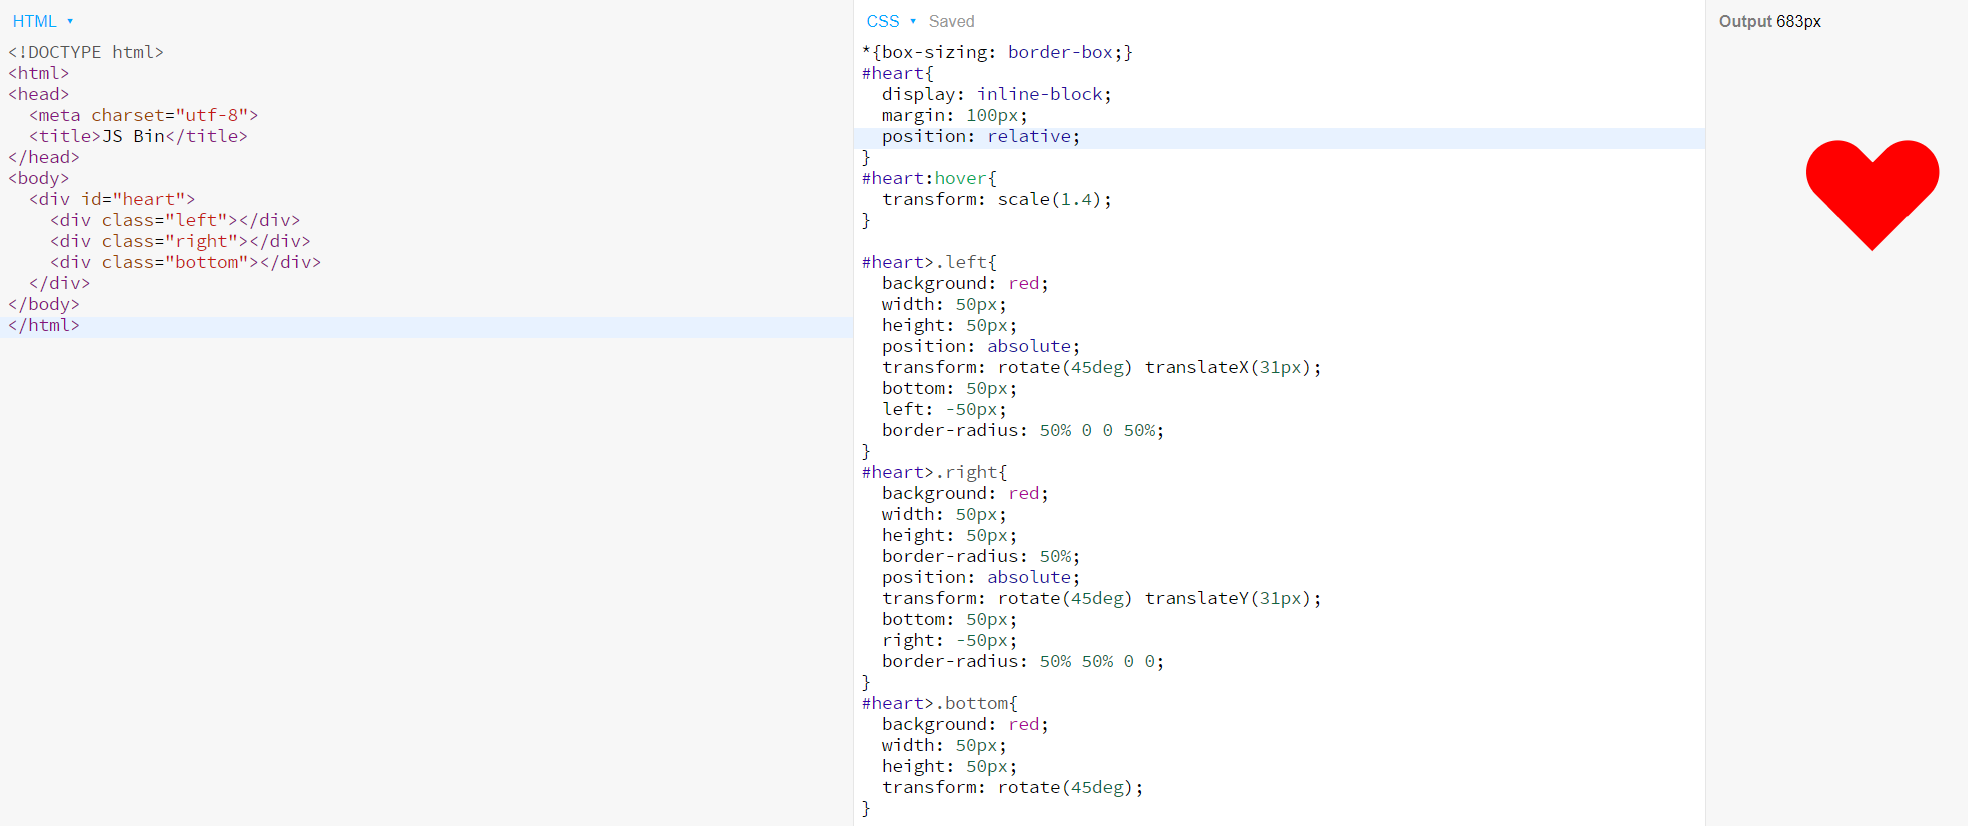 HTML ▾
<!DOCTYPE html>
<html>
<head>
  <meta charset="utf-8">
  <title>JS Bin</title>
</head>
<body>
  <div id="heart">
    <div class="left"></div>
    <div class="right"></div>
    <div class="bottom"></div>
  </div>
</body>
</html>
CSS ▾ Saved
*{box-sizing: border-box;}
#heart{
  display: inline-block;
  margin: 100px;
  position: relative;
}
#heart:hover{
  transform: scale(1.4);
}
#heart>.left{
  background: red;
  width: 50px;
  height: 50px;
  position: absolute;
  transform: rotate(45deg) translateX(31px);
  bottom: 50px;
  left: -50px;
  border-radius: 50% 0 0 50%;
}
#heart>.right{
  background: red;
  width: 50px;
  height: 50px;
  border-radius: 50%;
  position: absolute;
  transform: rotate(45deg) translateY(31px);
  bottom: 50px;
  right: -50px;
  border-radius: 50% 50% 0 0;
}
#heart>.bottom{
  background: red;
  width: 50px;
  height: 50px;
  transform: rotate(45deg);
}
Output 683px